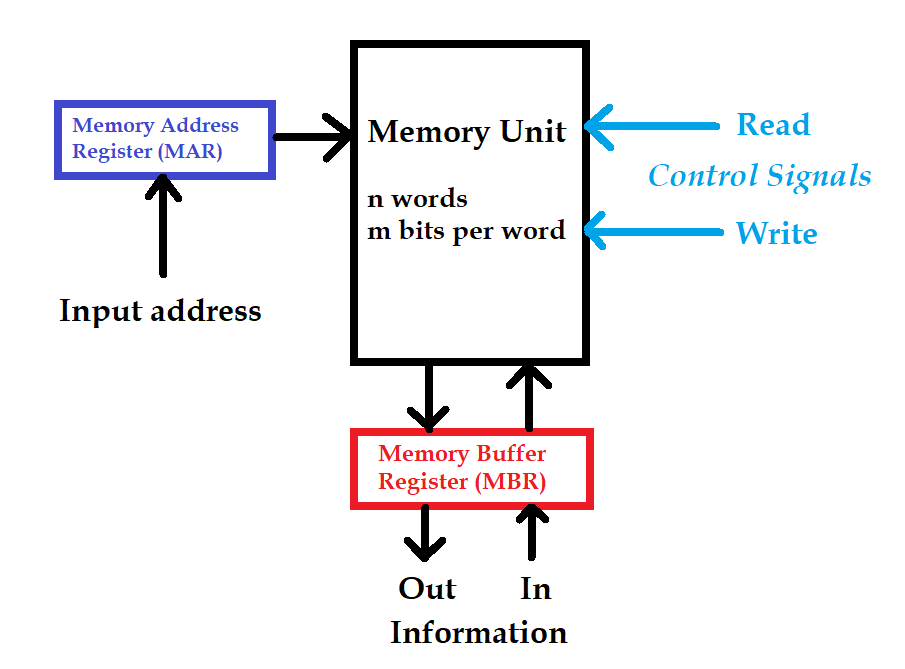 Memory Address
Register (MAR)
Input address
Memory Unit
n words
m bits per word
Read
Control Signals
Write
Memory Buffer
Register (MBR)
Out In
Information